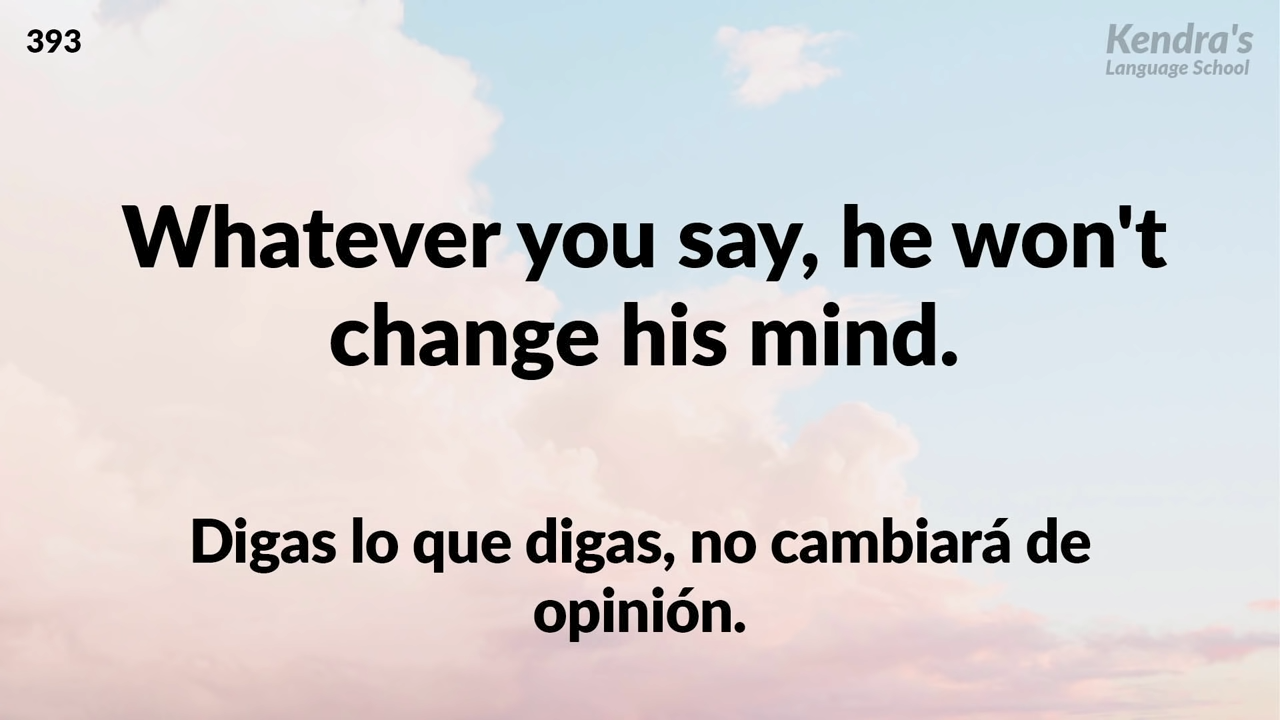 393
Kendra's
Language School
Whatever you say, he won't
change his mind.
Digas lo que digas, no cambiará de
opinión.